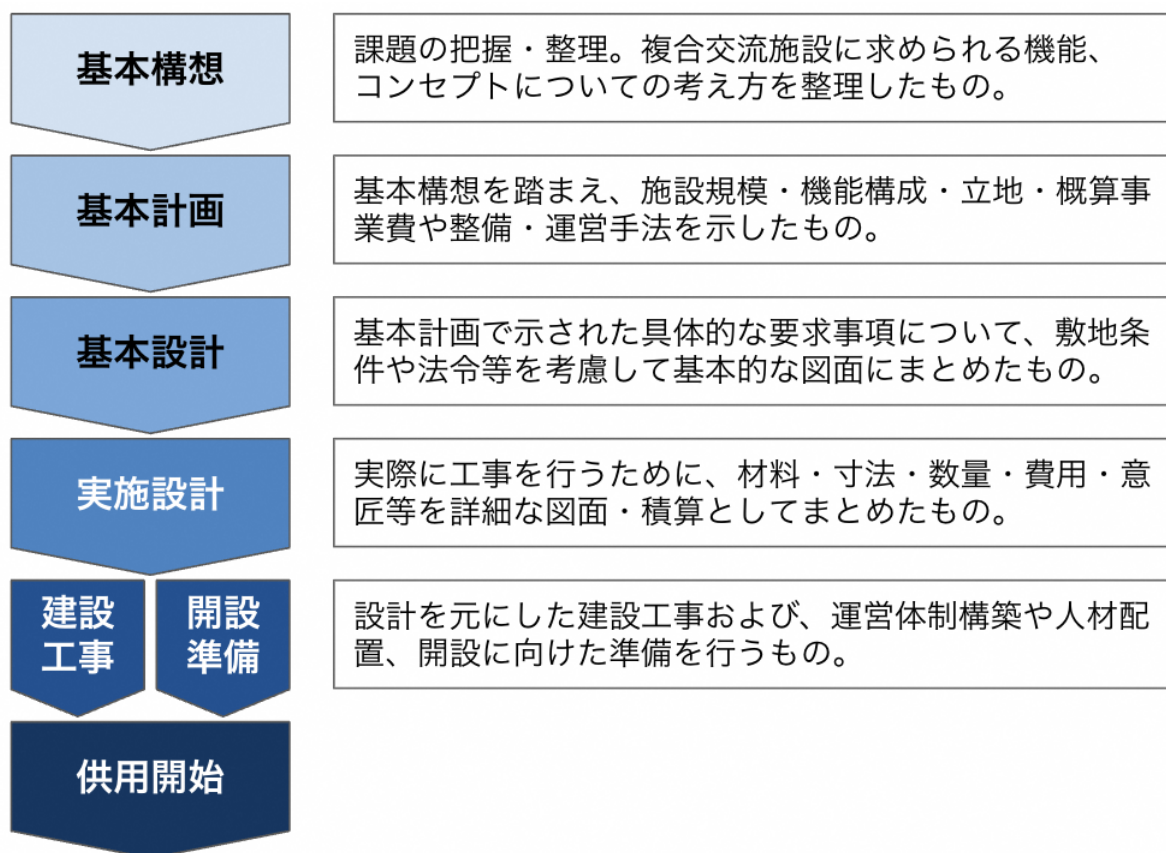 基本構想
課題の把握・整理。複合交流施設に求められる機能、
コンセプトについての考え方を整理したもの。
基本計画
基本構想を踏まえ、施設規模・機能構成・立地・概算事
業費や整備・運営手法を示したもの。
基本設計
基本計画で示された具体的な要求事項について、敷地条
件や法令等を考慮して基本的な図面にまとめたもの。
実施設計
実際に工事を行うために、材料・寸法・数量・費用・意
匠等を詳細な図面・積算としてまとめたもの。
建設
工事
開設
準備
設計を元にした建設工事および、運営体制構築や人材配
置、開設に向けた準備を行うもの。
供用開始